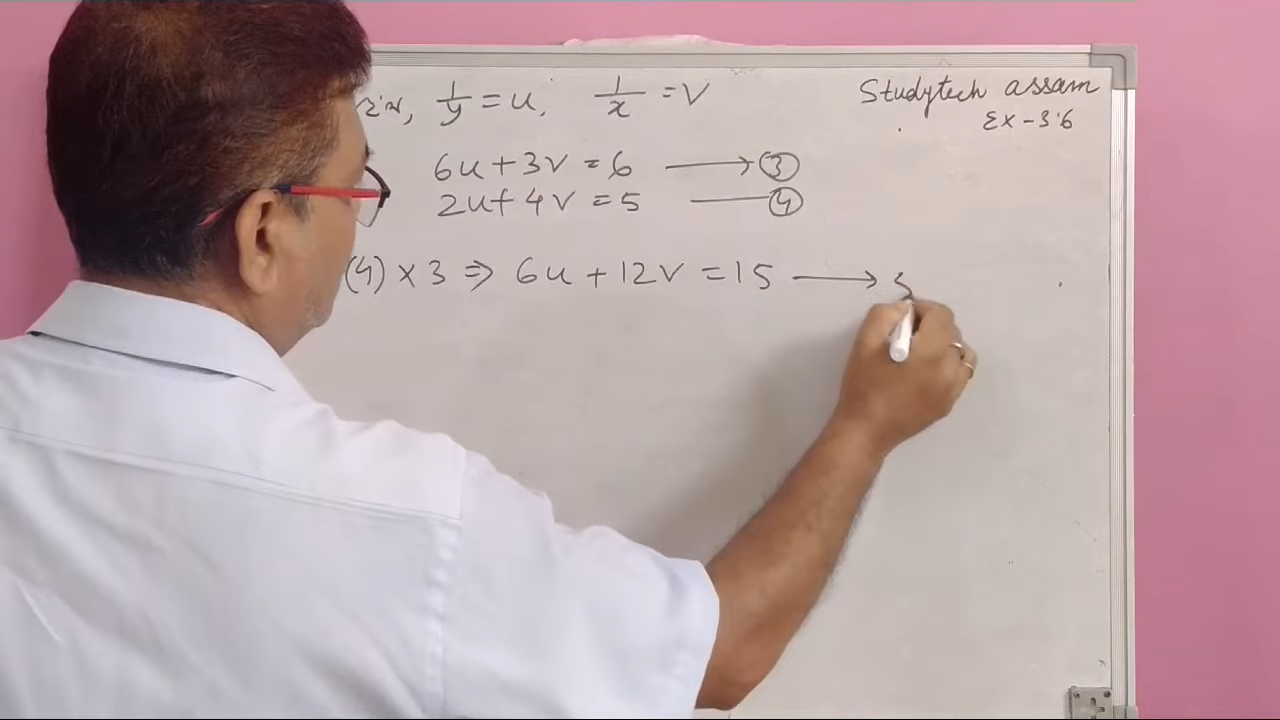 1/y = u, 1/x = v
Studytech assam
Ex-3.6
6u + 3v = 6 ⟶ ③
2u + 4v = 5 — ④
(4) × 3 ⇒ 6u + 12v = 15 ⟶ 5